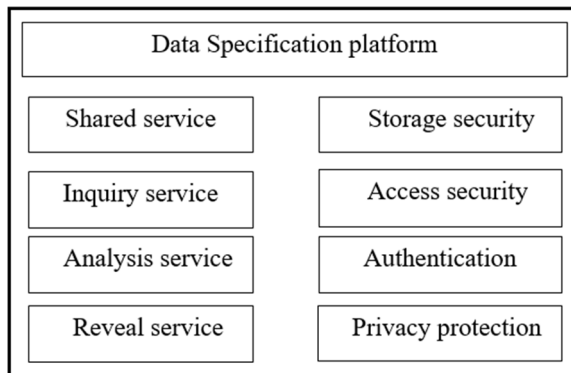 Data Specification platform
Shared service
Storage security
Inquiry service
Access security
Analysis service
Authentication
Reveal service
Privacy protection